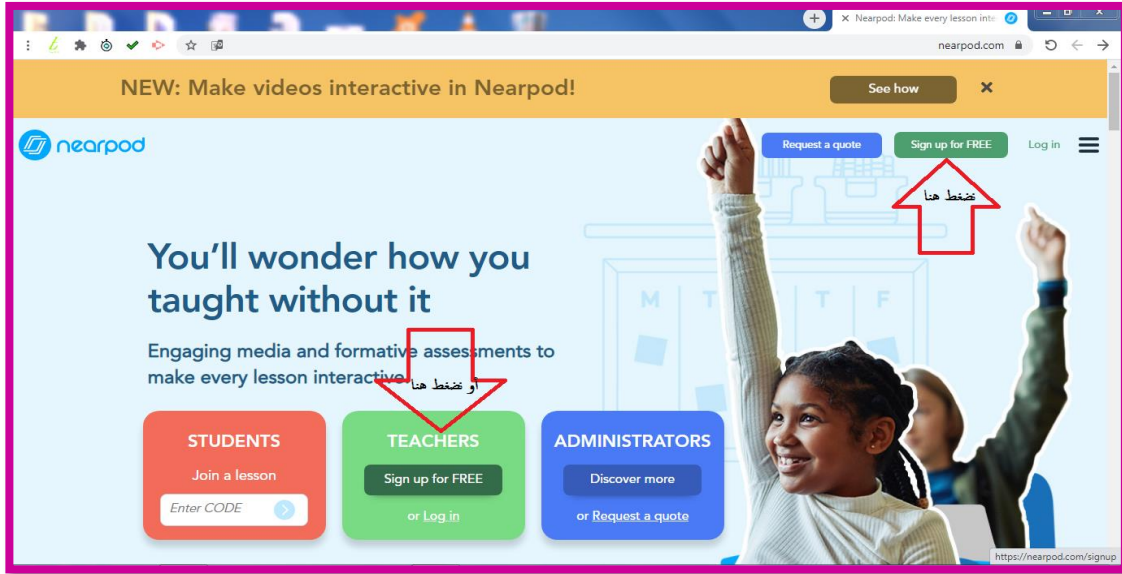 Nearpod: Make every lesson inte
nearpod.com
NEW: Make videos interactive in Nearpod!
See how
nearpod
Request a quote
Sign up for FREE
Log in
نضغط هنا
You'll wonder how you
taught without it
M T T F
Engaging media and formative assessments to
make every lesson interactive
أو نضغط هنا
STUDENTS
Join a lesson
Enter CODE
TEACHERS
Sign up for FREE
or Log in
ADMINISTRATORS
Discover more
or Request a quote
https://nearpod.com/signup